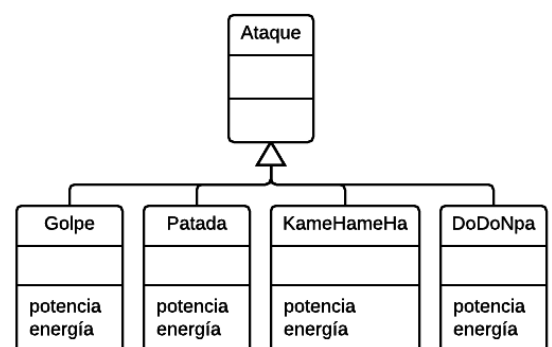 Ataque
Golpe
Patada
KameHameHa
DoDoNpa
potencia
energía
potencia
energía
potencia
energía
potencia
energía